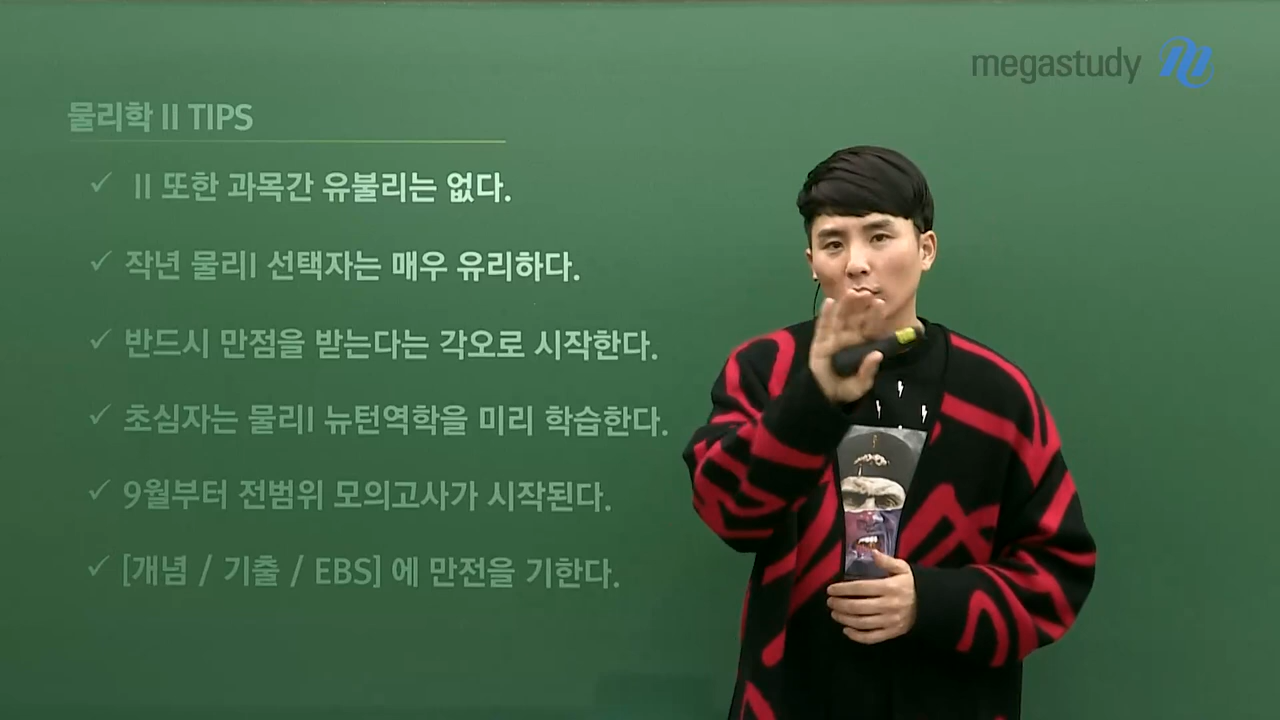 megastudy
물리학 II TIPS
✓ II 또한 과목간 유불리는 없다.
✓ 작년 물리I 선택자는 매우 유리하다.
✓ 반드시 만점을 받는다는 각오로 시작한다.
✓ 초심자는 물리I 뉴턴역학을 미리 학습한다.
✓ 9월부터 전범위 모의고사가 시작된다.
✓ [개념 / 기출 / EBS] 에 만전을 기한다.